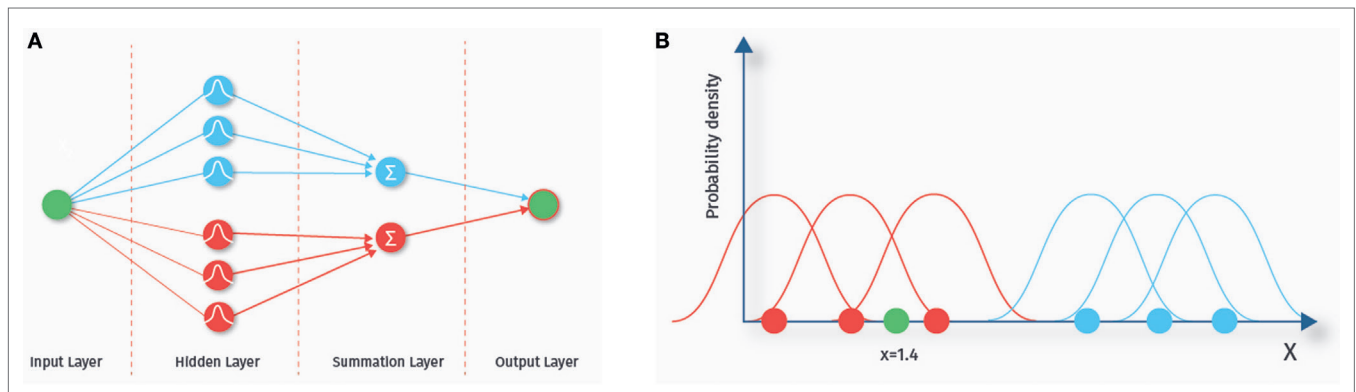 A
Σ
Σ
Input Layer
Hidden Layer
Summation Layer
Output Layer
B
Probability density
x=1.4
X